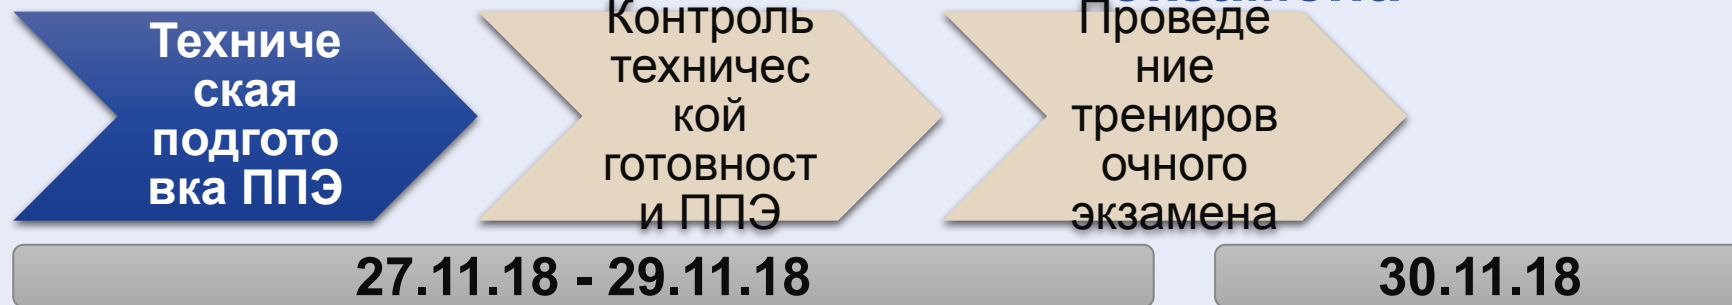 Техниче
ская
подгото
вка ППЭ
Контроль
техничес
кой
готовност
и ППЭ
Проведе
ние
трениров
очного
экзамена
27.11.18 - 29.11.18
30.11.18